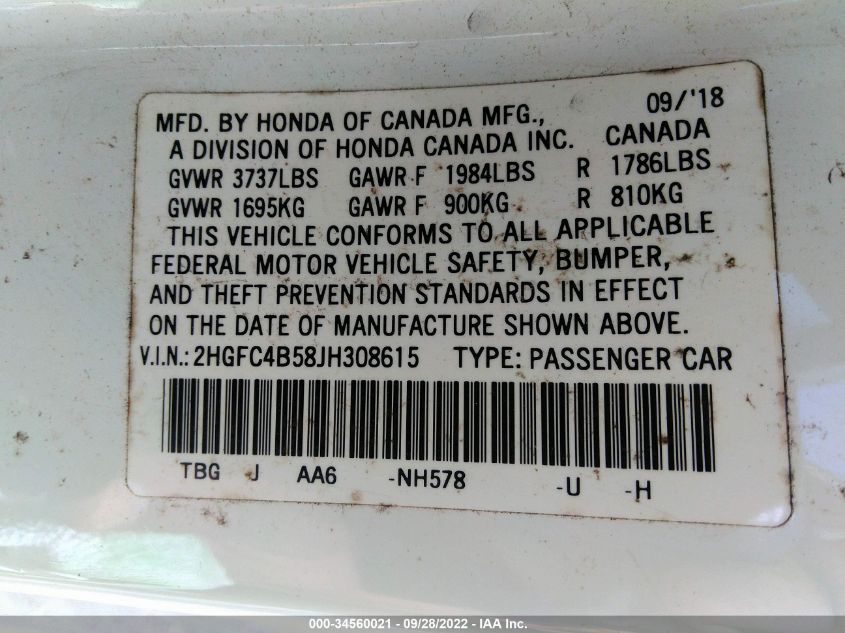 MFD. BY HONDA OF CANADA MFG., 09/'18
A DIVISION OF HONDA CANADA INC. CANADA
GVWR 3737LBS GAWR F 1984LBS R 1786LBS
GVWR 1695KG GAWR F 900KG R 810KG
THIS VEHICLE CONFORMS TO ALL APPLICABLE
FEDERAL MOTOR VEHICLE SAFETY, BUMPER,
AND THEFT PREVENTION STANDARDS IN EFFECT
ON THE DATE OF MANUFACTURE SHOWN ABOVE.
V.I.N.: 2HGFC4B58JH308615 TYPE: PASSENGER CAR
TBG J AA6 -NH578 -U -H
000-34560021 — 09/28/2022 - IAA Inc.